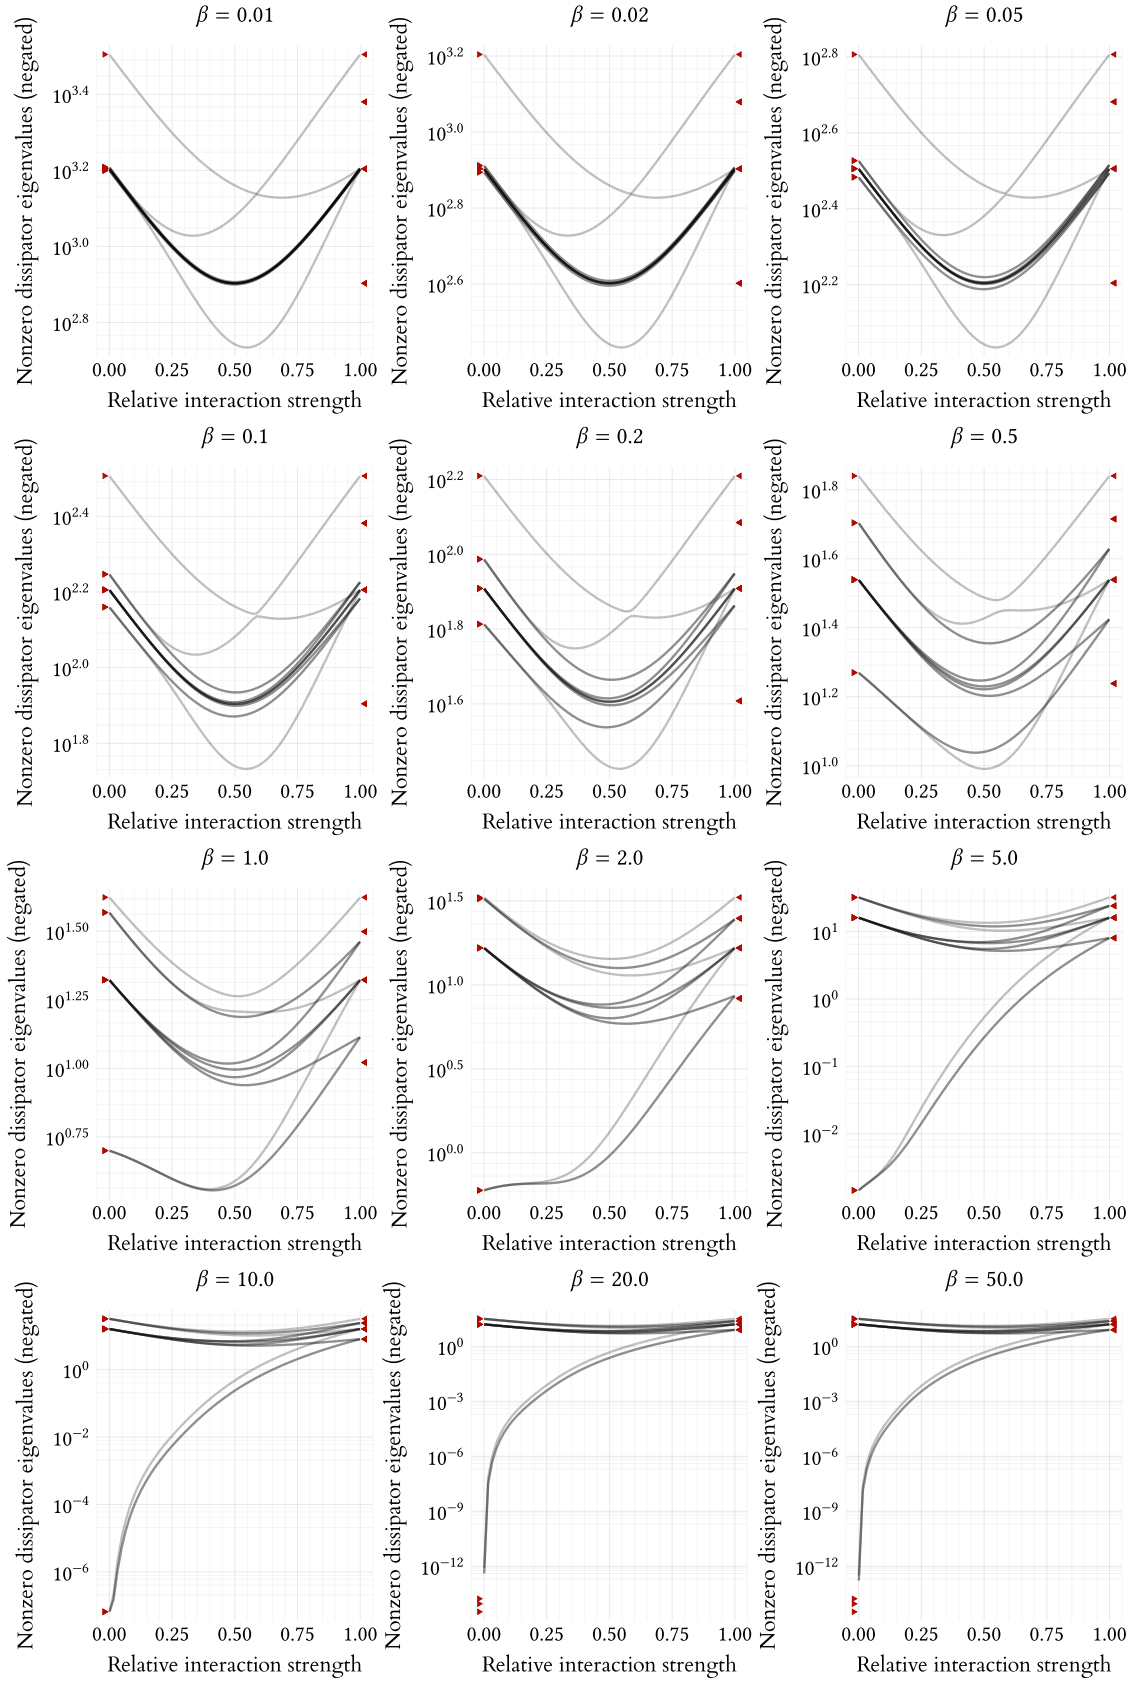 β = 0.01
Nonzero dissipator eigenvalues (negated)
10^3.4
10^3.2
10^3.0
10^2.8
0.00 0.25 0.50 0.75 1.00
Relative interaction strength
β = 0.02
Nonzero dissipator eigenvalues (negated)
10^3.2
10^3.0
10^2.8
10^2.6
0.00 0.25 0.50 0.75 1.00
Relative interaction strength
β = 0.05
Nonzero dissipator eigenvalues (negated)
10^2.8
10^2.6
10^2.4
10^2.2
0.00 0.25 0.50 0.75 1.00
Relative interaction strength
β = 0.1
Nonzero dissipator eigenvalues (negated)
10^2.4
10^2.2
10^2.0
10^1.8
0.00 0.25 0.50 0.75 1.00
Relative interaction strength
β = 0.2
Nonzero dissipator eigenvalues (negated)
10^2.2
10^2.0
10^1.8
10^1.6
0.00 0.25 0.50 0.75 1.00
Relative interaction strength
β = 0.5
Nonzero dissipator eigenvalues (negated)
10^1.8
10^1.6
10^1.4
10^1.2
10^1.0
0.00 0.25 0.50 0.75 1.00
Relative interaction strength
β = 1.0
Nonzero dissipator eigenvalues (negated)
10^1.50
10^1.25
10^1.00
10^0.75
0.00 0.25 0.50 0.75 1.00
Relative interaction strength
β = 2.0
Nonzero dissipator eigenvalues (negated)
10^1.5
10^1.0
10^0.5
10^0.0
0.00 0.25 0.50 0.75 1.00
Relative interaction strength
β = 5.0
Nonzero dissipator eigenvalues (negated)
10^1
10^0
10^−1
10^−2
0.00 0.25 0.50 0.75 1.00
Relative interaction strength
β = 10.0
Nonzero dissipator eigenvalues (negated)
10^0
10^−2
10^−4
10^−6
0.00 0.25 0.50 0.75 1.00
Relative interaction strength
β = 20.0
Nonzero dissipator eigenvalues (negated)
10^0
10^−3
10^−6
10^−9
10^−12
0.00 0.25 0.50 0.75 1.00
Relative interaction strength
β = 50.0
Nonzero dissipator eigenvalues (negated)
10^0
10^−3
10^−6
10^−9
10^−12
0.00 0.25 0.50 0.75 1.00
Relative interaction strength